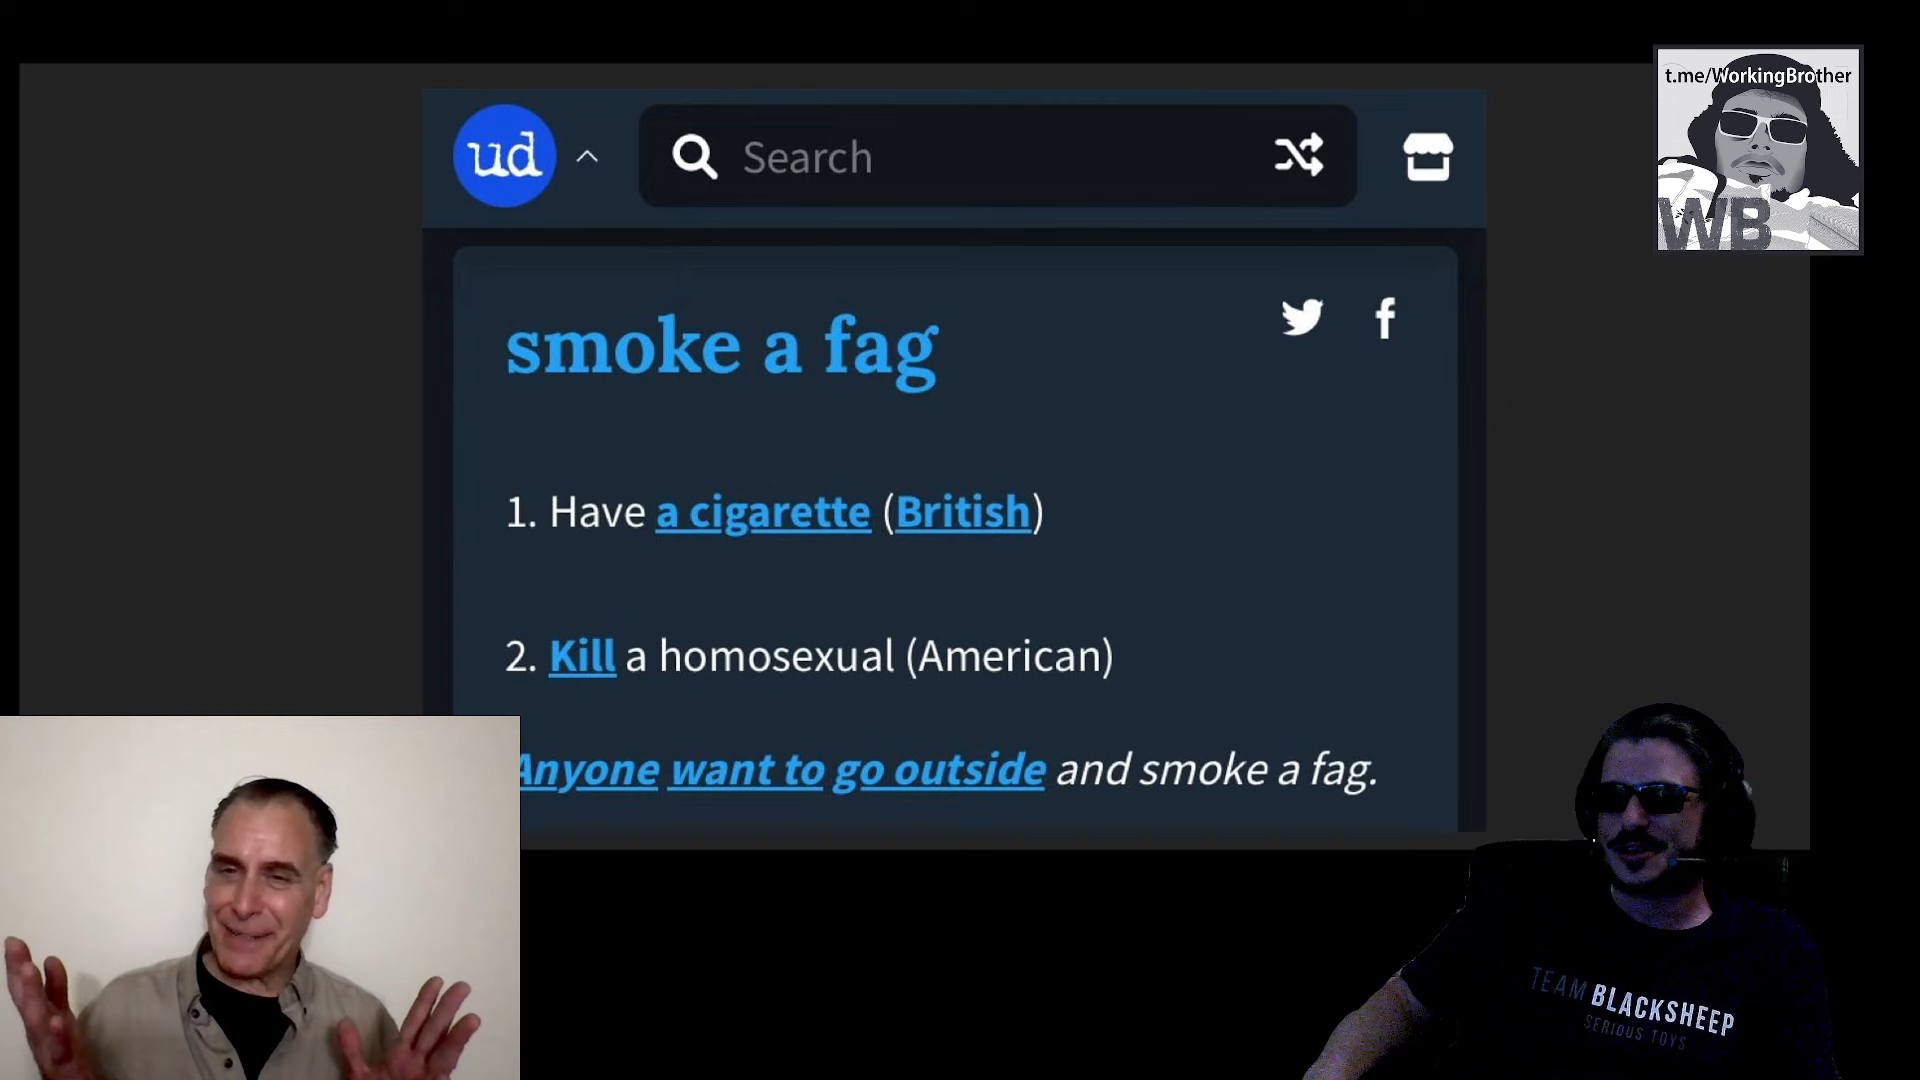 t.me/WorkingBrother
WB
ud
Search
smoke a fag
1. Have a cigarette (British)
2. Kill a homosexual (American)
Anyone want to go outside and smoke a fag.
TEAM BLACKSHEEP
SERIOUS TOYS